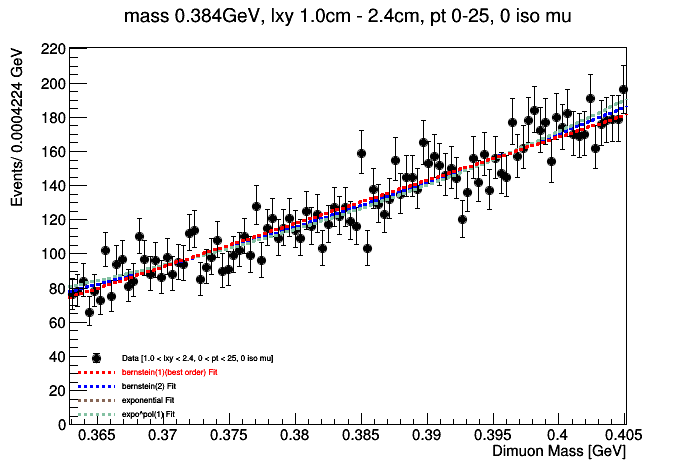 mass 0.384GeV, lxy 1.0cm - 2.4cm, pt 0-25, 0 iso mu
Events/ 0.0004224 GeV
220
200
180
160
140
120
100
80
60
40
20
0
Data [1.0 < lxy < 2.4, 0 < pt < 25, 0 iso mu]
bernstein(1)(best order) Fit
bernstein(2) Fit
exponential Fit
expo*pol(1) Fit
0.365 0.37 0.375 0.38 0.385 0.39 0.395 0.4 0.405
Dimuon Mass [GeV]